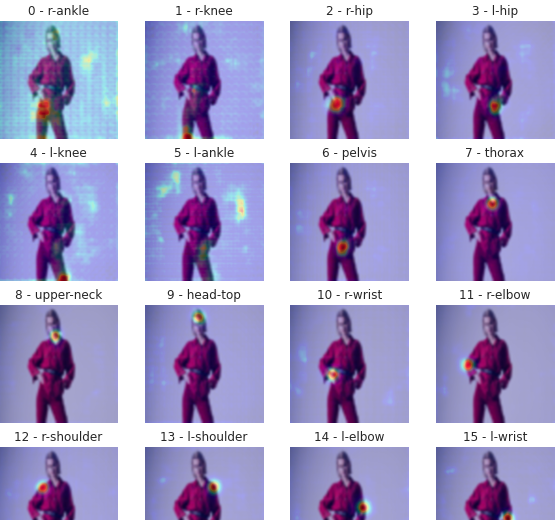 0 - r-ankle
1 - r-knee
2 - r-hip
3 - l-hip
4 - l-knee
5 - l-ankle
6 - pelvis
7 - thorax
8 - upper-neck
9 - head-top
10 - r-wrist
11 - r-elbow
12 - r-shoulder
13 - l-shoulder
14 - l-elbow
15 - l-wrist